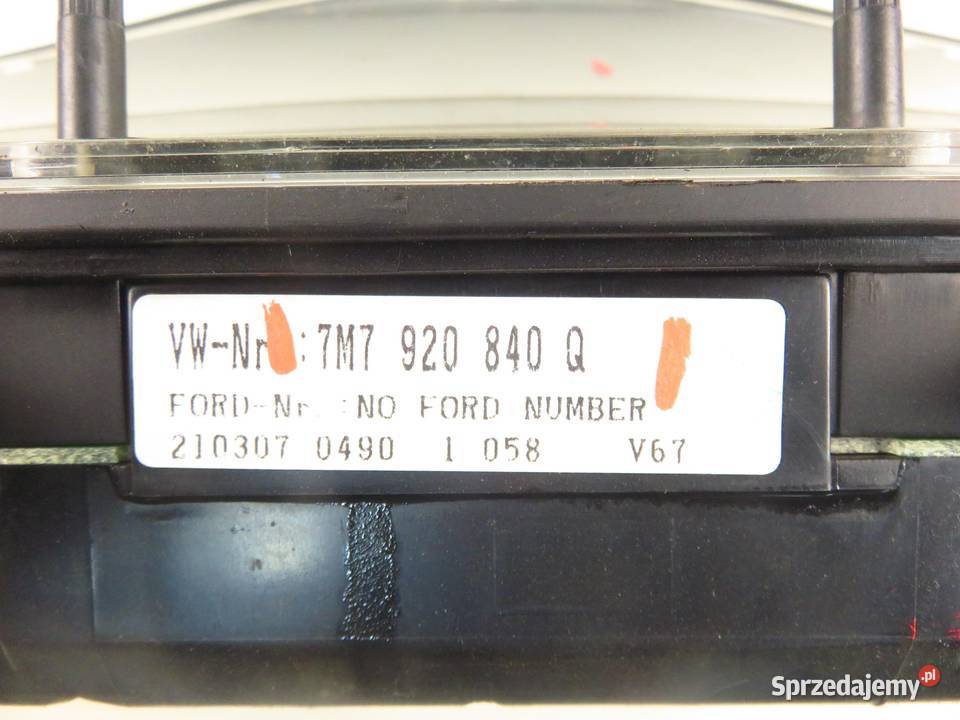 VW-Nr.:7M7 920 840 Q
FORD-Nr. :NO FORD NUMBER
210307 0490 1 058 V67
Sprzedajemy.pl